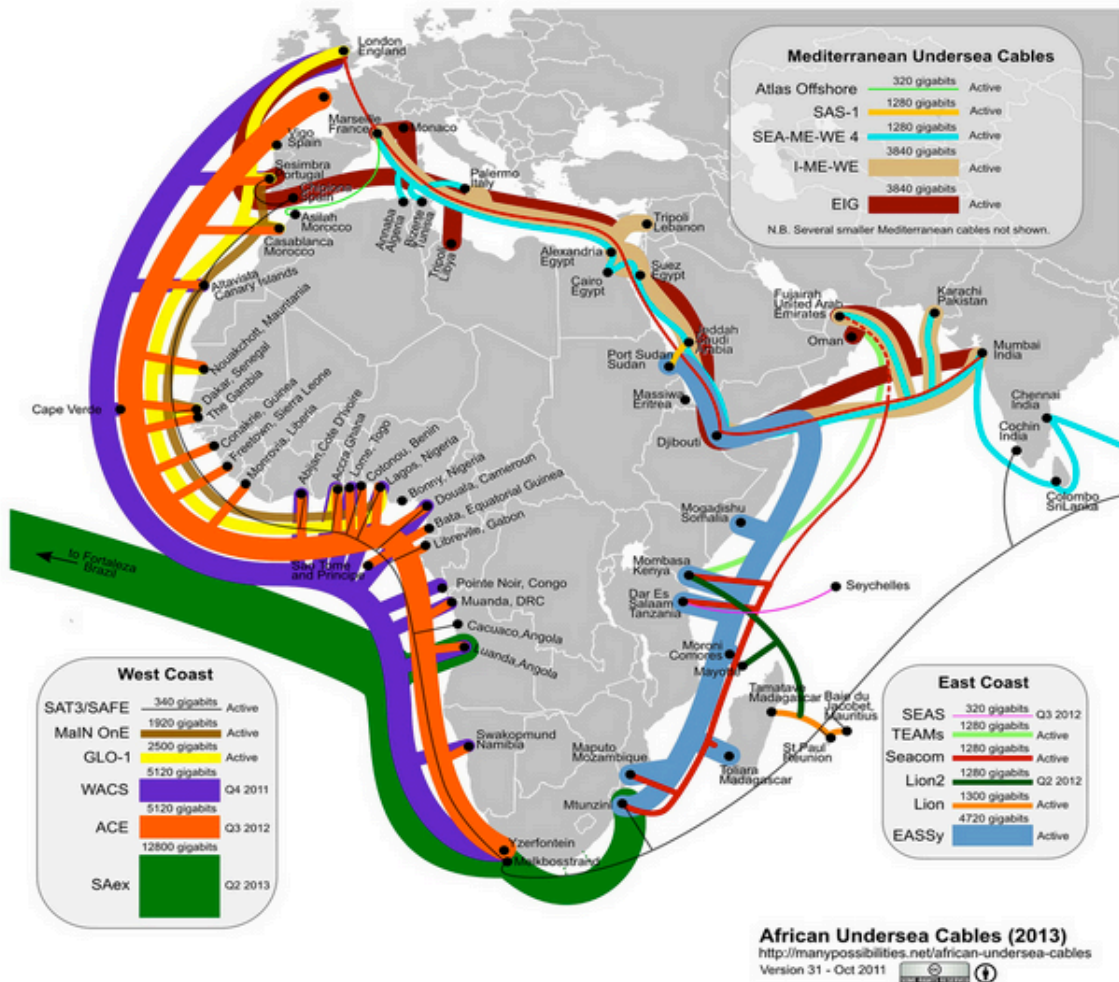 London
England
Vigo
Spain
Sesimbra
Portugal
Chipiona
Spain
Asilah
Morocco
Casablanca
Morocco
Altavista
Canary Islands
Marseille
France
Monaco
Palermo
Italy
Annaba
Algeria
Bizerte
Tunisia
Tripoli
Libya
Tripoli
Lebanon
Alexandria
Egypt
Cairo
Egypt
Suez
Egypt
Jeddah
Saudi
Arabia
Port Sudan
Sudan
Massiwa
Eritrea
Djibouti
Fujairah
United Arab
Emirates
Oman
Karachi
Pakistan
Mumbai
India
Chennai
India
Cochin
India
Colombo
SriLanka
Mediterranean Undersea Cables
Atlas Offshore 320 gigabits Active
SAS-1 1280 gigabits Active
SEA-ME-WE 4 1280 gigabits Active
I-ME-WE 3840 gigabits Active
EIG 3840 gigabits Active
N.B. Several smaller Mediterranean cables not shown.
Nouakchott, Mauntania
Dakar, Senegal
The Gambia
Cape Verde
Conakrie, Guinea
Freetown, Sierra Leone
Monrovia, Liberia
Abijan,Cote D'Ivoire
Accra,Ghana
Lome, Togo
Cotonou, Benin
Lagos, Nigeria
Bonny, Nigeria
Douala, Cameroun
Bata, Equatorial Guinea
Librevile, Gabon
Sao Tome
and Principe
Pointe Noir, Congo
Muanda, DRC
Cacuaco,Angola
Luanda,Angola
Swakopmund
Namibia
Yzerfontein
Melkbosstrand
to Fortaleza
Brazil
Mogadishu
Somalia
Mombasa
Kenya
Dar Es
Salaam
Tanzania
Seychelles
Moroni
Comores
Mayotte
Tamatave
Madagascar
Baie du
Jacobet,
Mauritius
St Paul
Reunion
Toliara
Madagascar
Maputo
Mozambique
Mtunzini
West Coast
SAT3/SAFE 340 gigabits Active
MaIN OnE 1920 gigabits Active
GLO-1 2500 gigabits Active
WACS 5120 gigabits Q4 2011
ACE 5120 gigabits Q3 2012
SAex 12800 gigabits Q2 2013
East Coast
SEAS 320 gigabits Q3 2012
TEAMs 1280 gigabits Active
Seacom 1280 gigabits Active
Lion2 1280 gigabits Q2 2012
Lion 1300 gigabits Active
EASSy 4720 gigabits Active
African Undersea Cables (2013)
http://manypossibilities.net/african-undersea-cables
Version 31 - Oct 2011